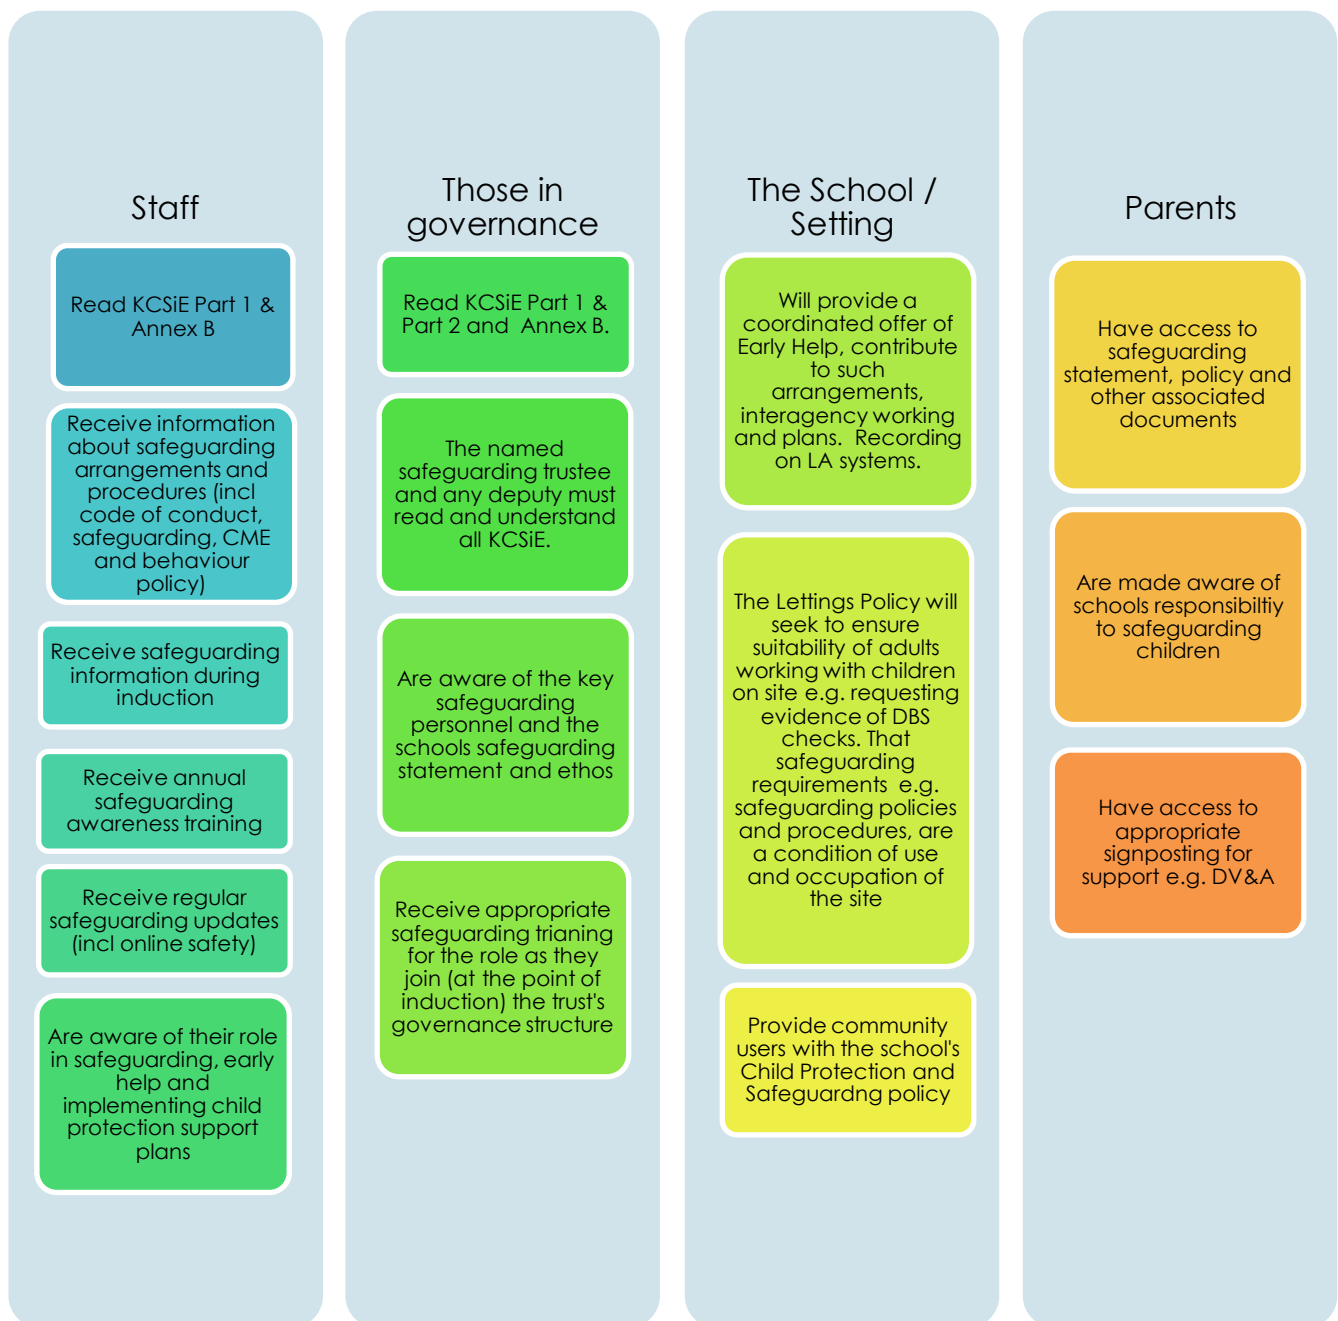 Staff
Read KCSiE Part 1 &
Annex B
Receive information
about safeguarding
arrangements and
procedures (incl
code of conduct,
safeguarding, CME
and behaviour
policy)
Receive safeguarding
information during
induction
Receive annual
safeguarding
awareness training
Receive regular
safeguarding updates
(incl online safety)
Are aware of their role
in safeguarding, early
help and
implementing child
protection support
plans
Those in
governance
Read KCSiE Part 1 &
Part 2 and Annex B.
The named
safeguarding trustee
and any deputy must
read and understand
all KCSiE.
Are aware of the key
safeguarding
personnel and the
schools safeguarding
statement and ethos
Receive appropriate
safeguarding trianing
for the role as they
join (at the point of
induction) the trust's
governance structure
The School /
Setting
Will provide a
coordinated offer of
Early Help, contribute
to such
arrangements,
interagency working
and plans. Recording
on LA systems.
The Lettings Policy will
seek to ensure
suitability of adults
working with children
on site e.g. requesting
evidence of DBS
checks. That
safeguarding
requirements e.g.
safeguarding policies
and procedures, are
a condition of use
and occupation of
the site
Provide community
users with the school's
Child Protection and
Safeguardng policy
Parents
Have access to
safeguarding
statement, policy and
other associated
documents
Are made aware of
schools responsibiltiy
to safeguarding
children
Have access to
appropriate
signposting for
support e.g. DV&A